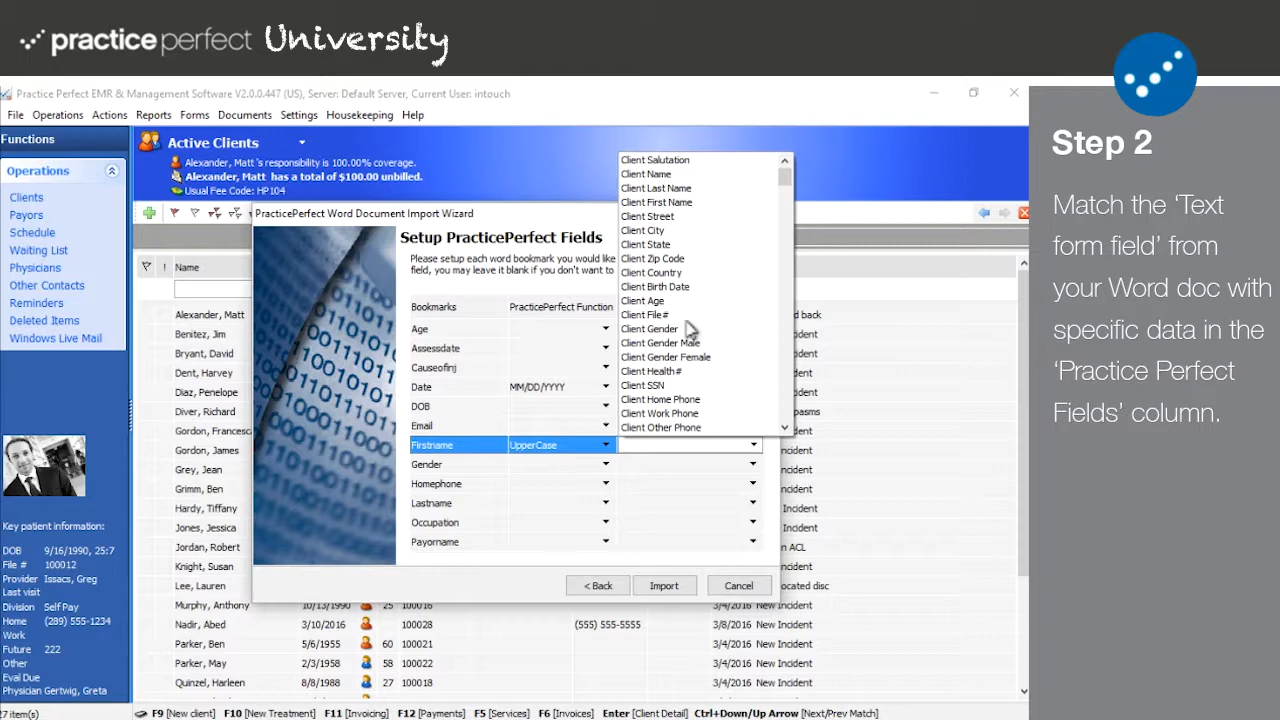 practice perfect University
Practice Perfect EMR & Management Software V2.0.0.447 (US), Server: Default Server, Current User: intouch
File Operations Actions Reports Forms Documents Settings Housekeeping Help
Functions
Operations
Clients
Payors
Schedule
Waiting List
Physicians
Other Contacts
Reminders
Deleted Items
Windows Live Mail
Key patient information:
DOB 9/16/1990, 25:7
File # 100012
Provider Issacs, Greg
Last visit
Division Self Pay
Home (289) 555-1234
Work
Future 222
Other
Eval Due
Physician Gertwig, Greta
Active Clients
Alexander, Matt 's responsibility is 100.00% coverage.
Alexander, Matt has a total of $100.00 unbilled.
Usual Fee Code: HP104
! Name
Alexander, Matt
Benitez, Jim
Bryant, David
Dent, Harvey
Diaz, Penelope
Diver, Richard
Gordon, Francesc
Gordon, James
Grey, Jean
Grimm, Ben
Hardy, Tiffany
Jones, Jessica
Jordan, Robert
Knight, Susan
Lee, Lauren
Murphy, Anthony 10/13/1990 25 100016 3/4/2016 New Incident
Nadir, Abed 3/10/2016 100028 (555) 555-5555 3/8/2016 New Incident
Parker, Ben 5/6/1955 60 100021 3/4/2016 New Incident
Parker, May 2/3/1958 58 100022 3/4/2016 New Incident
Quinzel, Harleen 8/8/1988 27 100018 3/4/2016 New Incident
PracticePerfect Word Document Import Wizard
Setup PracticePerfect Fields
Please setup each word bookmark you would like
field, you may leave it blank if you don't want to
Bookmarks PracticePerfect Function
Age
Assessdate
Causeofinj
Date MM/DD/YYYY
DOB
Email
Firstname UpperCase
Gender
Homephone
Lastname
Occupation
Payorname
< Back Import Cancel
Client Salutation
Client Name
Client Last Name
Client First Name
Client Street
Client City
Client State
Client Zip Code
Client Country
Client Birth Date
Client Age
Client File#
Client Gender
Client Gender Male
Client Gender Female
Client Health#
Client SSN
Client Home Phone
Client Work Phone
Client Other Phone
F9 [New client] F10 [New Treatment] F11 [Invoicing] F12 [Payments] F5 [Services] F6 [Invoices] Enter [Client Detail] Ctrl+Down/Up Arrow [Next/Prev Match]
Step 2
Match the ‘Text
form field’ from
your Word doc with
specific data in the
‘Practice Perfect
Fields’ column.